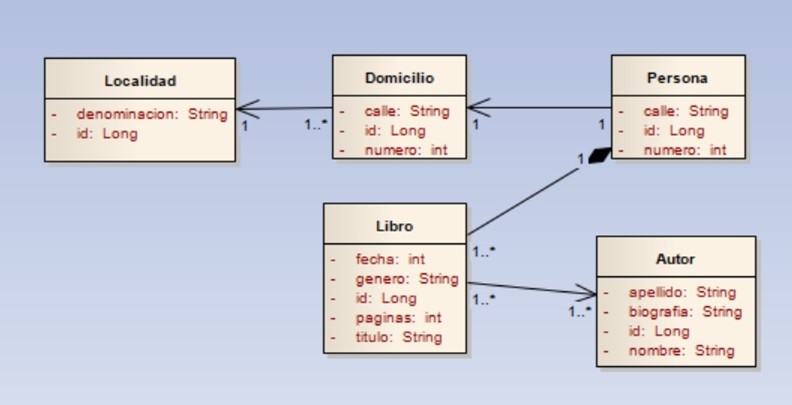 Localidad
- denominacion: String
- id: Long
1
1..*
Domicilio
- calle: String
- id: Long
- numero: int
1
1
Persona
- calle: String
- id: Long
- numero: int
1
Libro
- fecha: int
- genero: String
- id: Long
- paginas: int
- titulo: String
1..*
1..*
1..*
Autor
- apellido: String
- biografia: String
- id: Long
- nombre: String